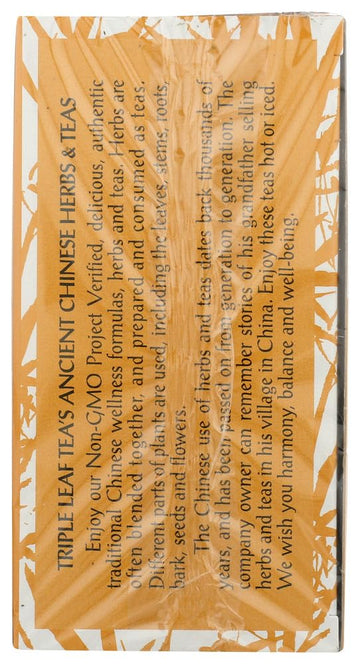 TRIPLE LEAF TEA'S ANCIENT CHINESE HERBS & TEAS
Enjoy our Non-GMO Project Verified, delicious, authentic
traditional Chinese wellness formulas, herbs and teas. Herbs are
often blended together, and prepared and consumed as teas.
Different parts of plants are used, including the leaves, stems, roots,
bark, seeds and flowers.
The Chinese use of herbs and teas dates back thousands of
years, and has been passed on from generation to generation. The
company owner can remember stories of his grandfather selling
herbs and teas in his village in China. Enjoy these teas hot or iced.
We wish you harmony, balance and well-being.